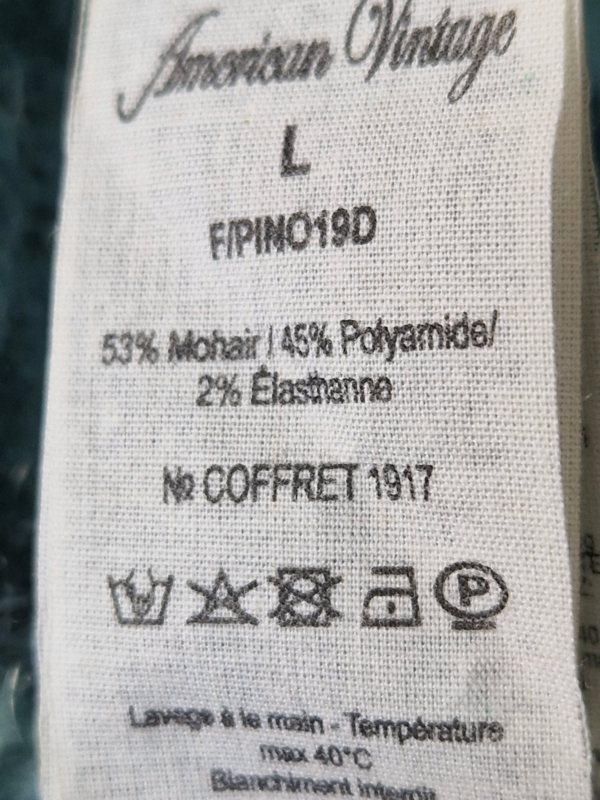 American Vintage
L
F/PINO19D
53% Mohair / 45% Polyamide/
2% Élasthanne
№ COFFRET 1917
P
Lavage à la main - Température
max 40°C
Blanchiment interdit
40